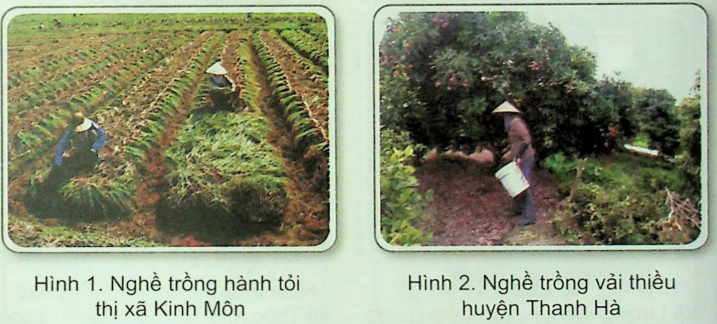 Hình 1. Nghề trồng hành tỏi
thị xã Kinh Môn
Hình 2. Nghề trồng vải thiều
huyện Thanh Hà